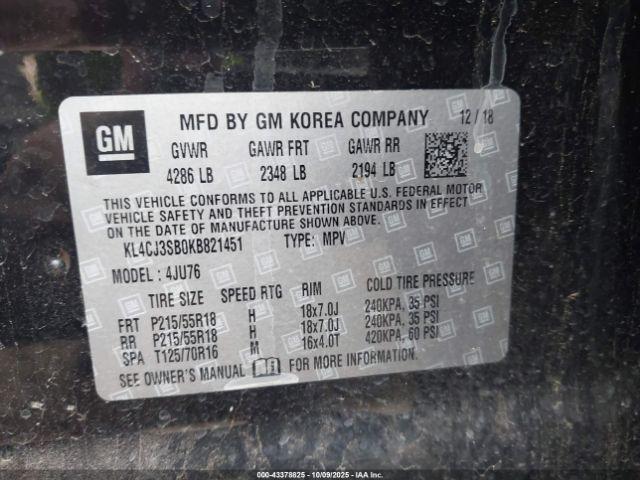 GM
MFD BY GM KOREA COMPANY 12 / 18
GVWR GAWR FRT GAWR RR
4286 LB 2348 LB 2194 LB
THIS VEHICLE CONFORMS TO ALL APPLICABLE U.S. FEDERAL MOTOR
VEHICLE SAFETY AND THEFT PREVENTION STANDARDS IN EFFECT
ON THE DATE OF MANUFACTURE SHOWN ABOVE.
KL4CJ3SB0KB821451 TYPE: MPV
MODEL : 4JU76
TIRE SIZE SPEED RTG RIM COLD TIRE PRESSURE
FRT P215/55R18 H 18x7.0J 240KPA, 35 PSI
RR P215/55R18 H 18x7.0J 240KPA, 35 PSI
SPA T125/70R16 M 16x4.0T 420KPA, 60 PSI
SEE OWNER'S MANUAL FOR MORE INFORMATION.
000-43378825 - 10/09/2025 - Copyright © 2025 IAA.